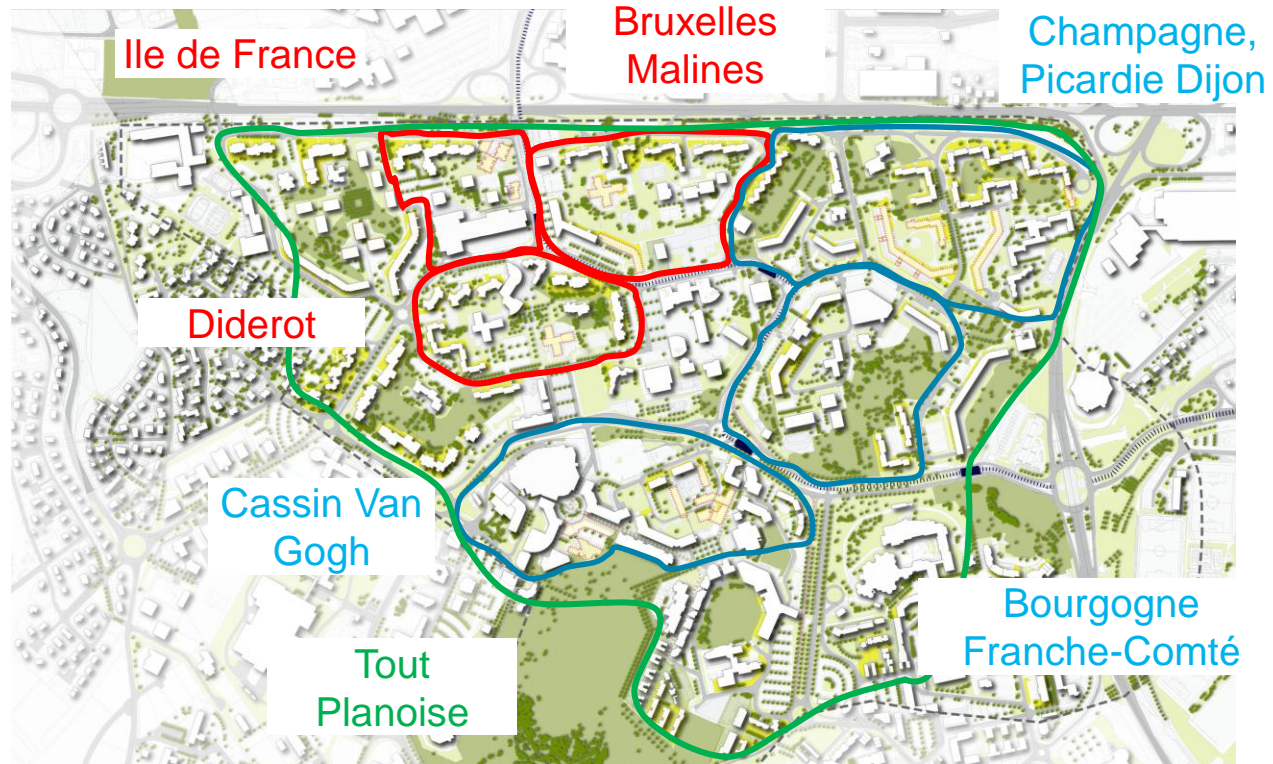 Ile de France
Bruxelles
Malines
Champagne,
Picardie Dijon
Diderot
Cassin Van
Gogh
Bourgogne
Franche-Comté
Tout
Planoise